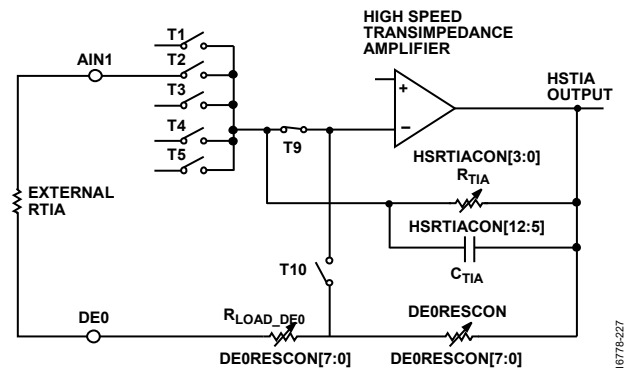 HIGH SPEED
TRANSIMPEDANCE
AMPLIFIER
T1
AIN1
T2
T3
T4
T5
+
−
HSTIA
OUTPUT
T9
HSRTIACON[3:0]
RTIA
HSRTIACON[12:5]
CTIA
EXTERNAL
RTIA
T10
DE0
RLOAD_DE0
DE0RESCON
DE0RESCON[7:0]
DE0RESCON[7:0]
16778-227